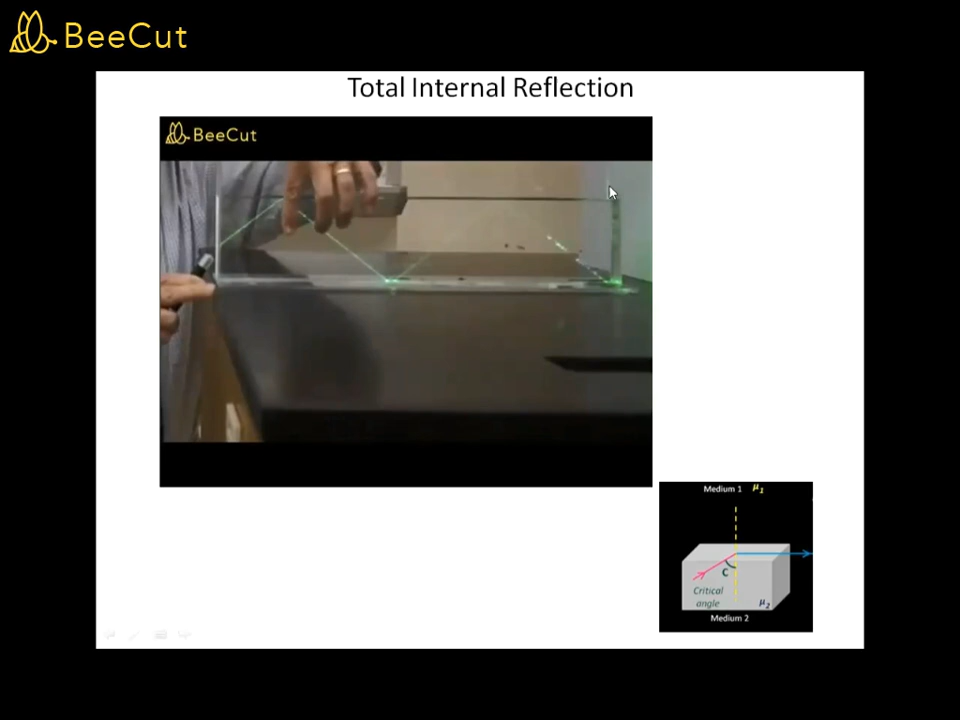 BeeCut
Total Internal Reflection
BeeCut
Medium 1 μ1
C
Critical
angle
μ2
Medium 2